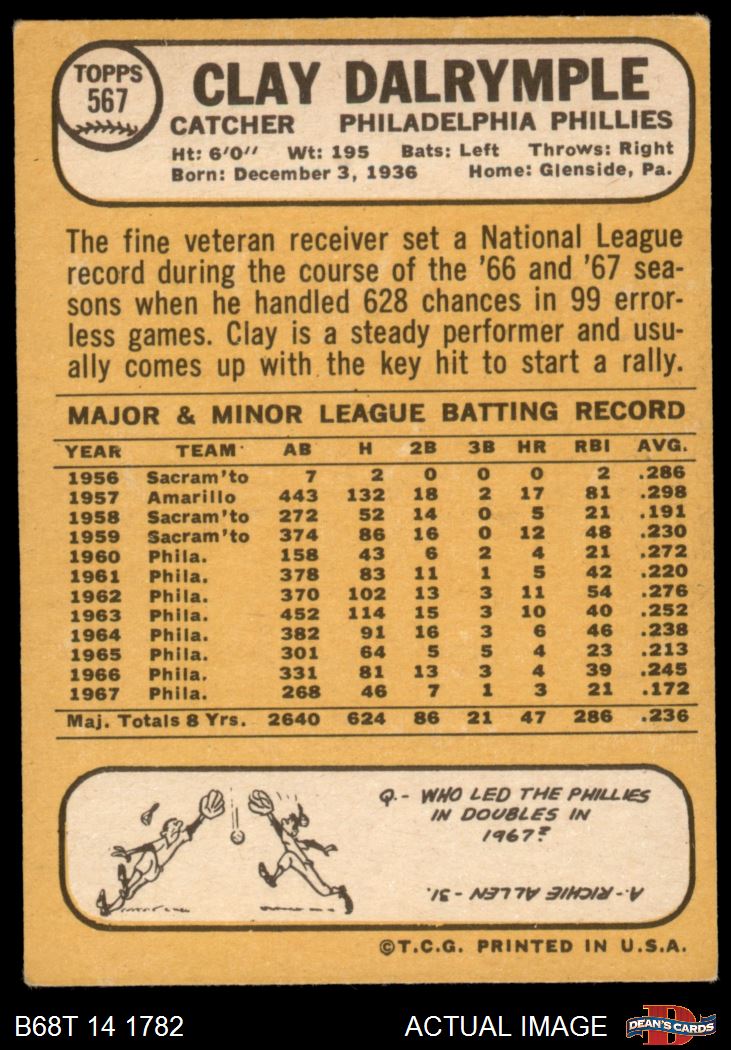 TOPPS
567
CLAY DALRYMPLE
CATCHER PHILADELPHIA PHILLIES
Ht: 6'0" Wt: 195 Bats: Left Throws: Right
Born: December 3, 1936 Home: Glenside, Pa.
The fine veteran receiver set a National League
record during the course of the '66 and '67 sea-
sons when he handled 628 chances in 99 error-
less games. Clay is a steady performer and usu-
ally comes up with the key hit to start a rally.
MAJOR & MINOR LEAGUE BATTING RECORD
YEAR TEAM AB H 2B 3B HR RBI AVG.
1956 Sacram'to 7 2 0 0 0 2 .286
1957 Amarillo 443 132 18 2 17 81 .298
1958 Sacram'to 272 52 14 0 5 21 .191
1959 Sacram'to 374 86 16 0 12 48 .230
1960 Phila. 158 43 6 2 4 21 .272
1961 Phila. 378 83 11 1 5 42 .220
1962 Phila. 370 102 13 3 11 54 .276
1963 Phila. 452 114 15 3 10 40 .252
1964 Phila. 382 91 16 3 6 46 .238
1965 Phila. 301 64 5 5 4 23 .213
1966 Phila. 331 81 13 3 4 39 .245
1967 Phila. 268 46 7 1 3 21 .172
Maj. Totals 8 Yrs. 2640 624 86 21 47 286 .236
Q.- WHO LED THE PHILLIES
IN DOUBLES IN
1967?
A.- RICHIE ALLEN - 31.
©T.C.G. PRINTED IN U.S.A.
B68T 14 1782 ACTUAL IMAGE DEAN'S CARDS